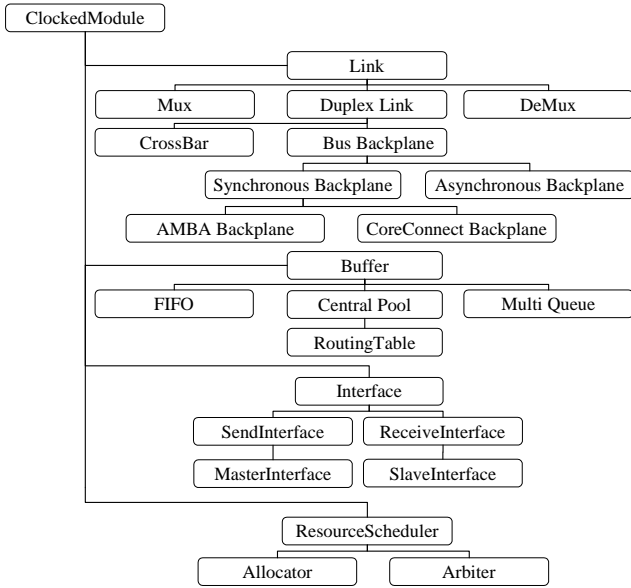 ClockedModule
Link
Mux
Duplex Link
DeMux
CrossBar
Bus Backplane
Synchronous Backplane
Asynchronous Backplane
AMBA Backplane
CoreConnect Backplane
Buffer
FIFO
Central Pool
Multi Queue
RoutingTable
Interface
SendInterface
ReceiveInterface
MasterInterface
SlaveInterface
ResourceScheduler
Allocator
Arbiter